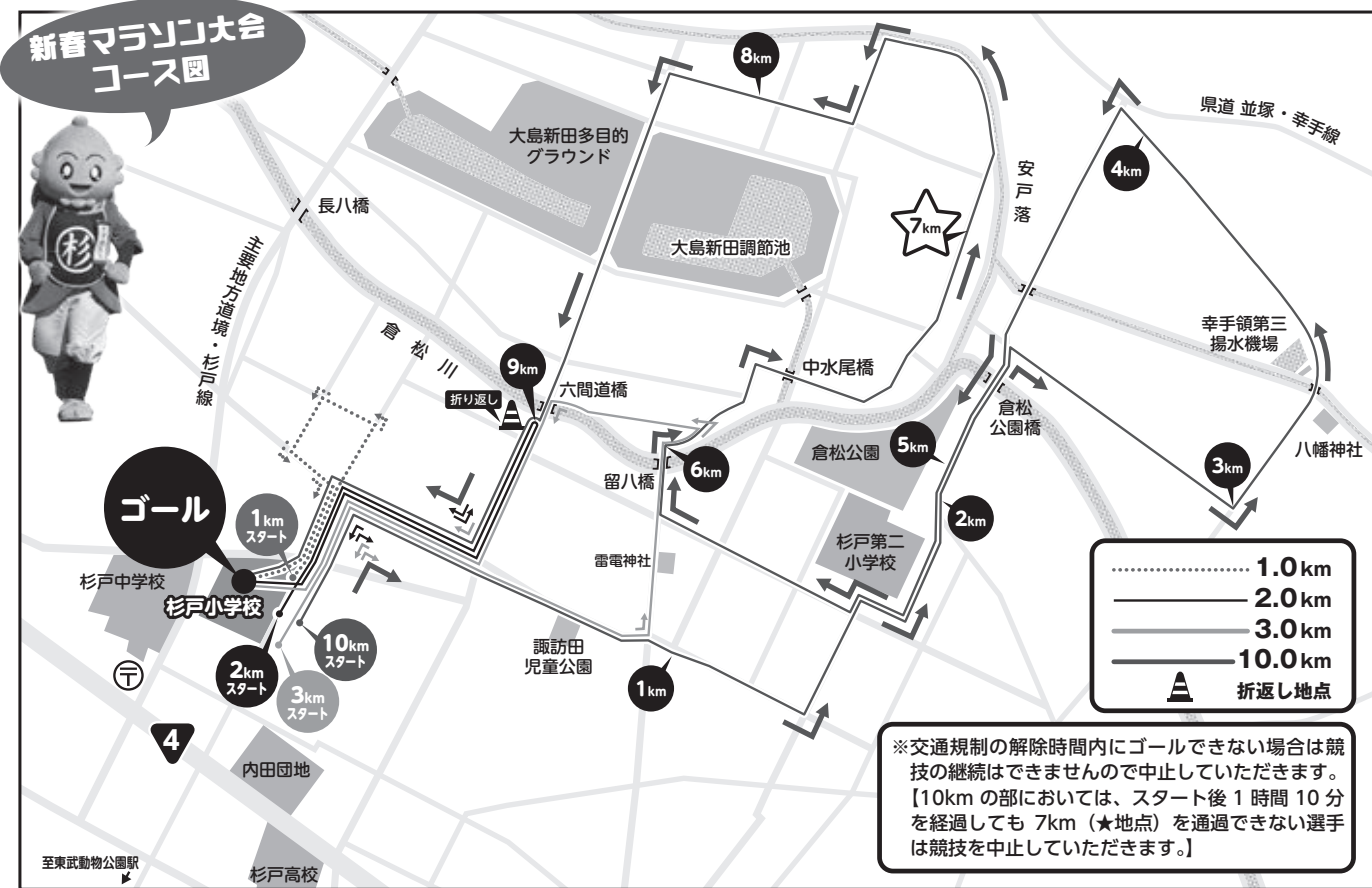 新春マラソン大会
コース図
杉
8km
県道 並塚・幸手線
大島新田多目的
グラウンド
4km
安戸落
長八橋
7km
大島新田調節池
主要地方道境・杉戸線
倉松川
幸手領第三
揚水機場
9km
六間道橋
中水尾橋
折り返し
倉松
公園橋
倉松公園
5km
八幡神社
留八橋
6km
3km
ゴール
1km
スタート
2km
杉戸第二
小学校
雷電神社
杉戸中学校
杉戸小学校
10km
スタート
2km
スタート
3km
スタート
諏訪田
児童公園
1km
〒
4
内田団地
杉戸高校
至東武動物公園駅
1.0km
2.0km
3.0km
10.0km
折返し地点
※交通規制の解除時間内にゴールできない場合は競
技の継続はできませんので中止していただきます。
【10km の部においては、スタート後 1 時間 10 分
を経過しても 7km（★地点）を通過できない選手
は競技を中止していただきます。】